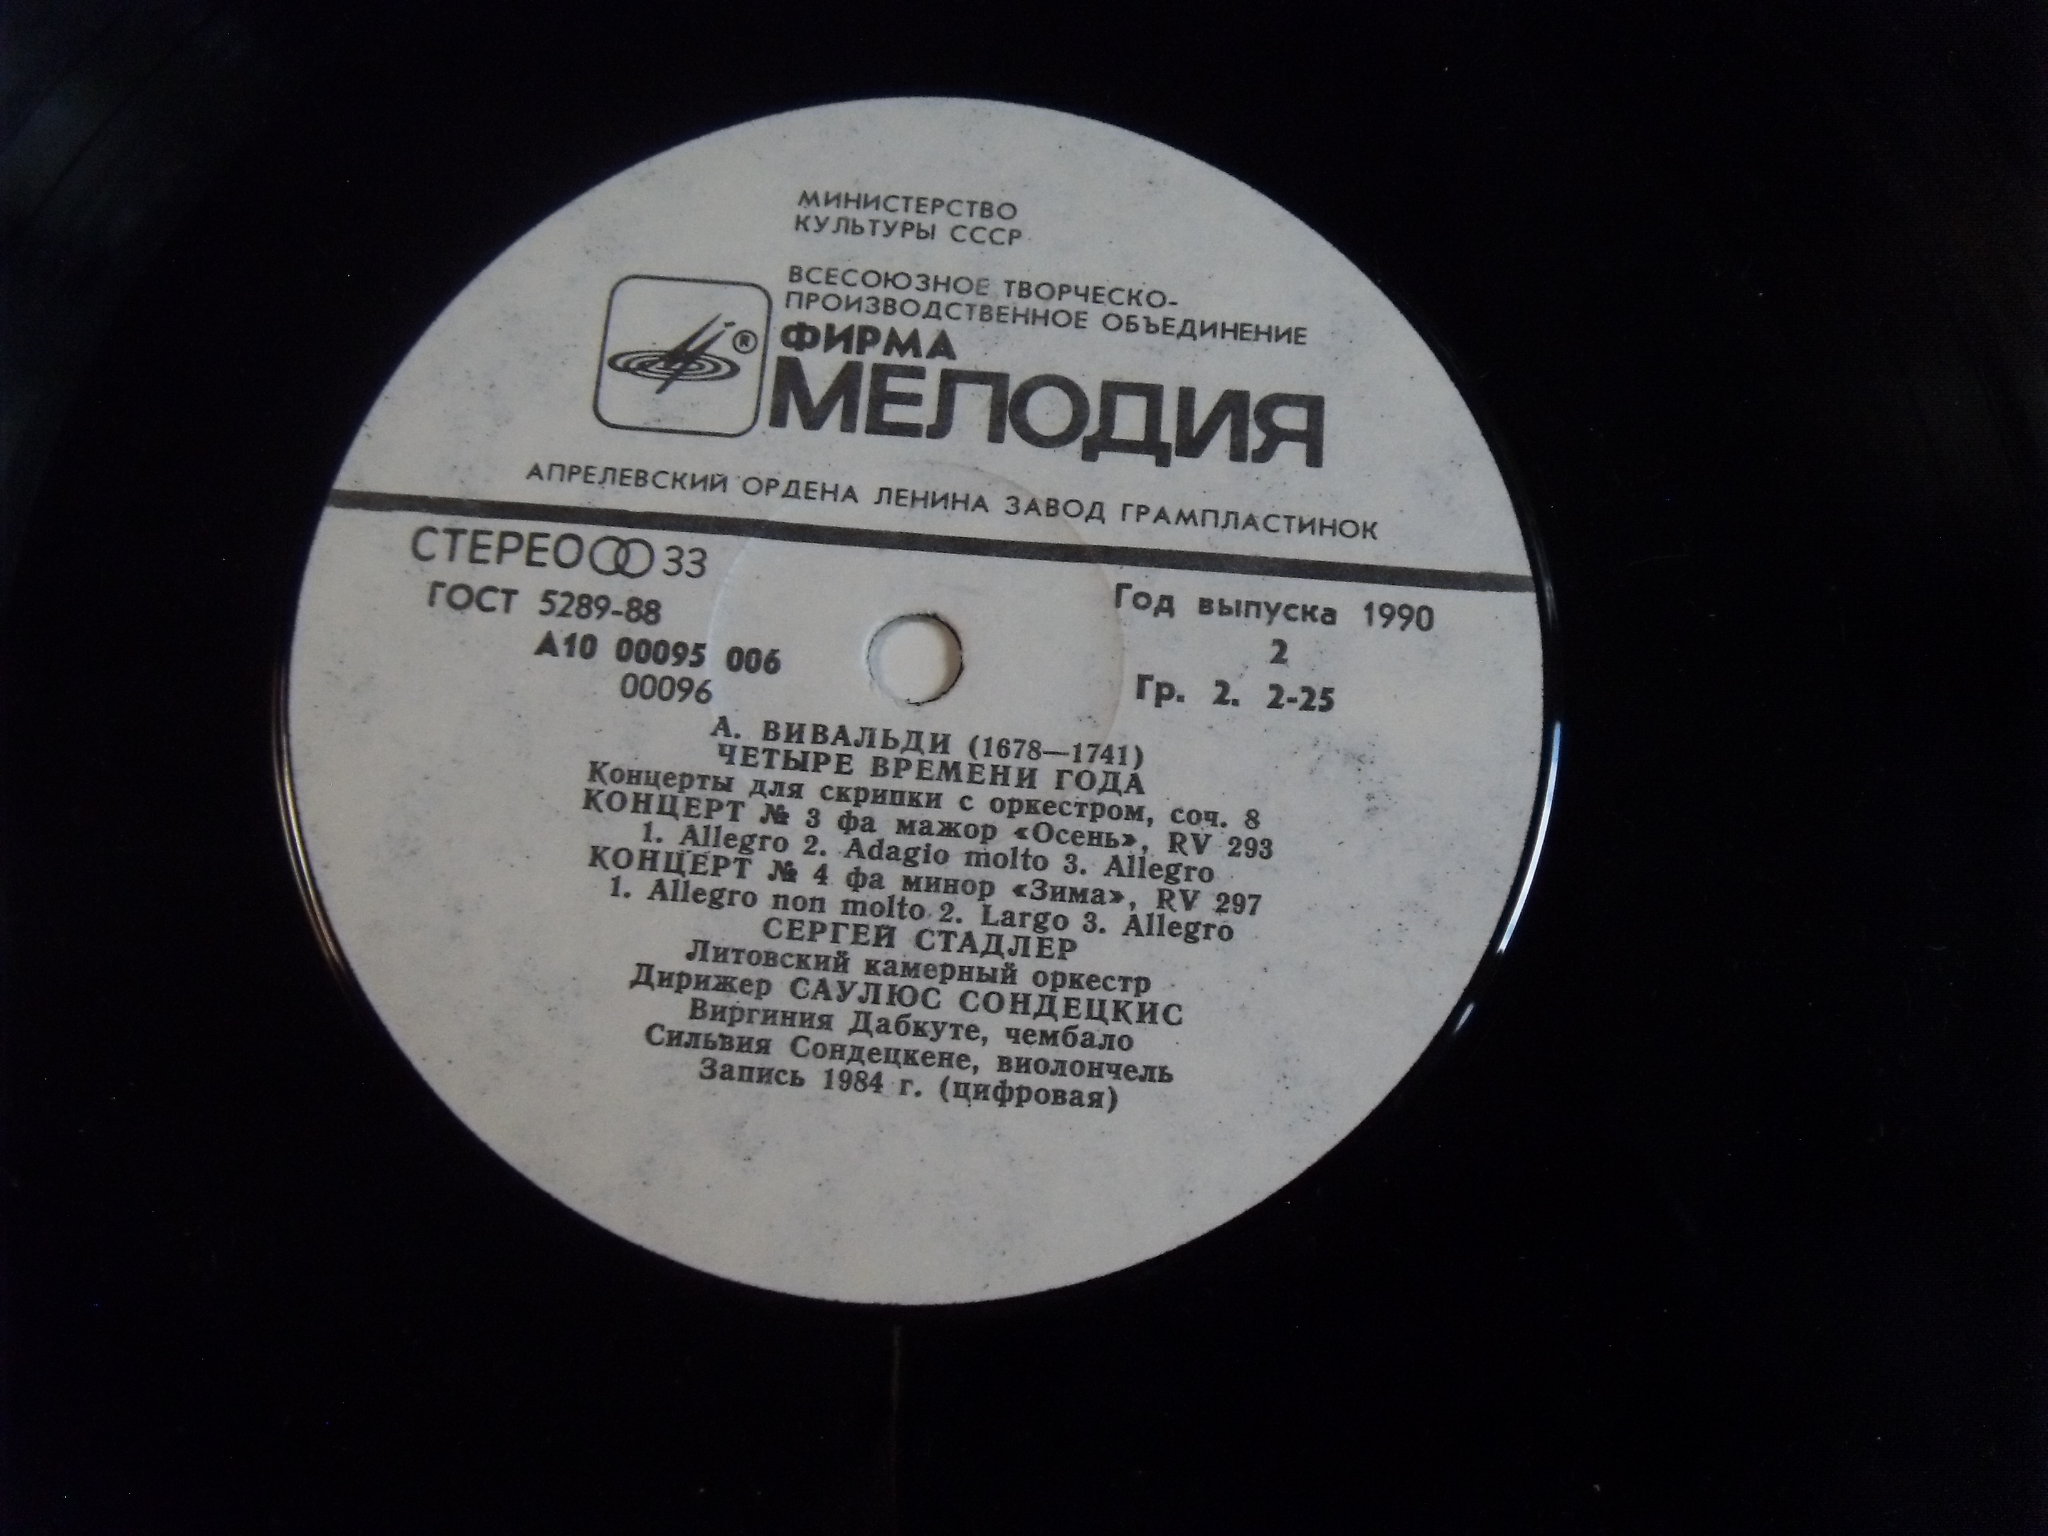 МИНИСТЕРСТВО
КУЛЬТУРЫ СССР
ВСЕСОЮЗНОЕ ТВОРЧЕСКО-
ПРОИЗВОДСТВЕННОЕ ОБЪЕДИНЕНИЕ
®
ФИРМА
МЕЛОДИЯ
АПРЕЛЕВСКИЙ ОРДЕНА ЛЕНИНА ЗАВОД ГРАМПЛАСТИНОК
СТЕРЕО 33
ГОСТ 5289-88
А10 00095 006
00096
Год выпуска 1990
2
Гр. 2. 2-25
А. ВИВАЛЬДИ (1678—1741)
ЧЕТЫРЕ ВРЕМЕНИ ГОДА
Концерты для скрипки с оркестром, соч. 8
КОНЦЕРТ № 3 фа мажор «Осень», RV 293
1. Allegro 2. Adagio molto 3. Allegro
КОНЦЕРТ № 4 фа минор «Зима», RV 297
1. Allegro non molto 2. Largo 3. Allegro
СЕРГЕЙ СТАДЛЕР
Литовский камерный оркестр
Дирижер САУЛЮС СОНДЕЦКИС
Виргиния Дабкуте, чембало
Сильвия Сондецкене, виолончель
Запись 1984 г. (цифровая)